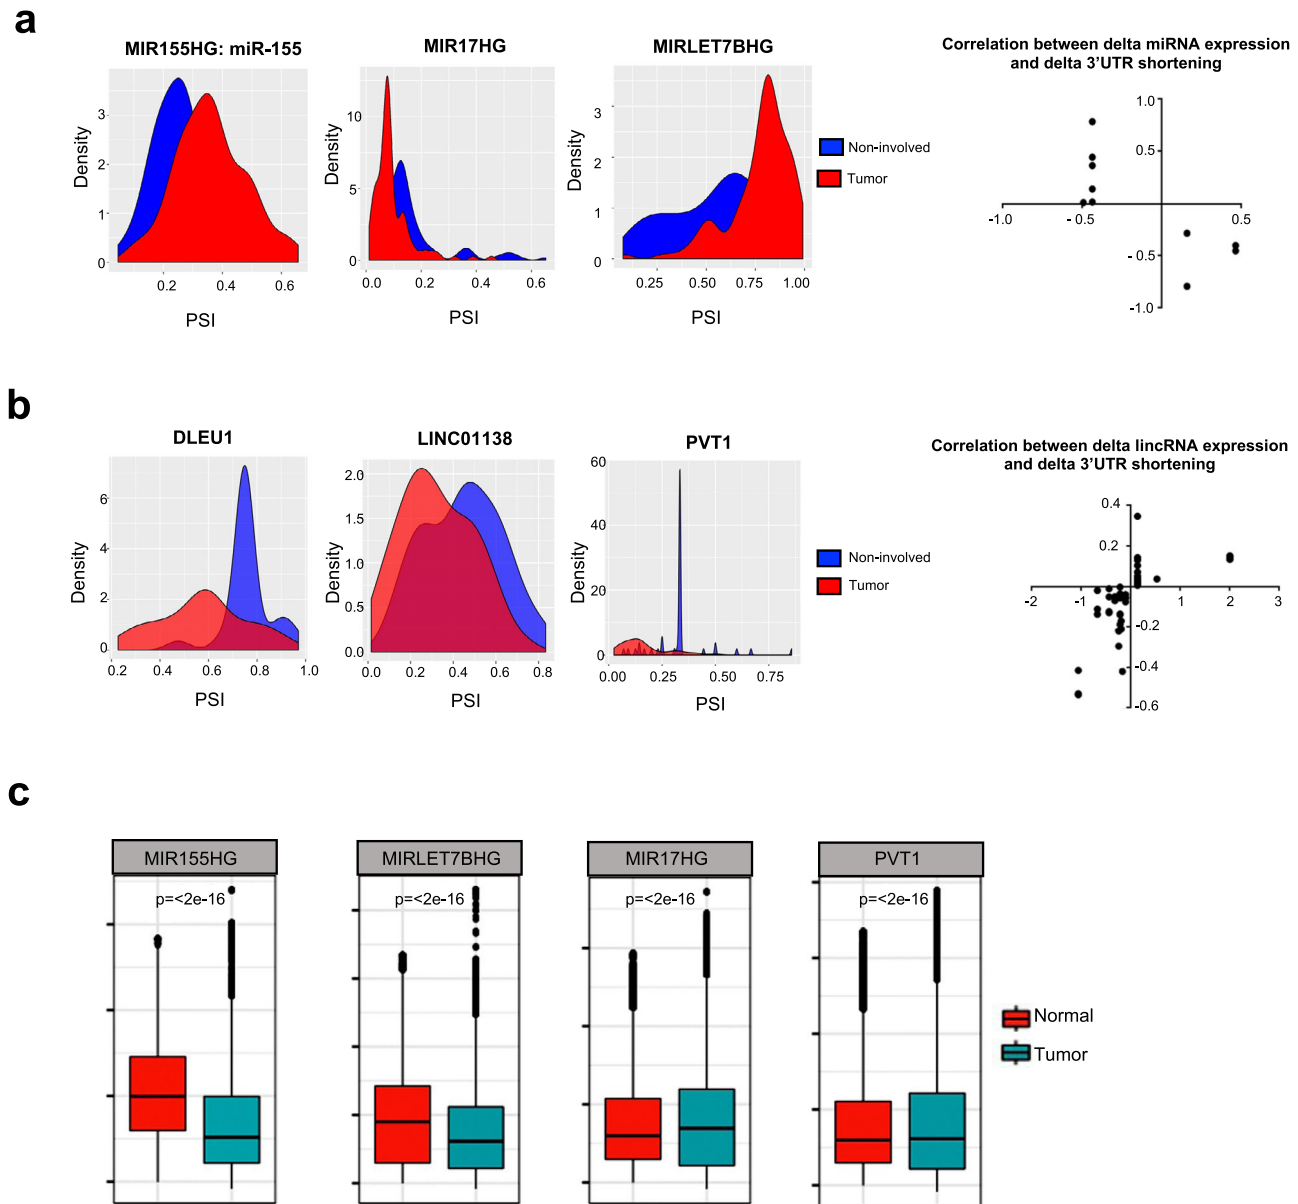 a
MIR155HG: miR-155
MIR17HG
MIRLET7BHG
Correlation between delta miRNA expression
and delta 3'UTR shortening
Density
3
2
1
0
0.2
0.4
0.6
PSI
Density
10
5
0
0.0
0.2
0.4
0.6
PSI
Density
3
2
1
0
0.25
0.50
0.75
1.00
PSI
Non-involved
Tumor
1.0
0.5
-1.0
-0.5
0.5
-0.5
-1.0
b
DLEU1
LINC01138
PVT1
Correlation between delta lincRNA expression
and delta 3'UTR shortening
Density
6
4
2
0
0.2
0.4
0.6
0.8
1.0
PSI
Density
2.0
1.5
1.0
0.5
0.0
0.0
0.2
0.4
0.6
0.8
PSI
Density
60
40
20
0
0.00
0.25
0.50
0.75
PSI
Non-involved
Tumor
0.4
0.2
-2
-1
1
2
3
-0.2
-0.4
-0.6
c
MIR155HG
MIRLET7BHG
MIR17HG
PVT1
p=<2e-16
p=<2e-16
p=<2e-16
p=<2e-16
Normal
Tumor